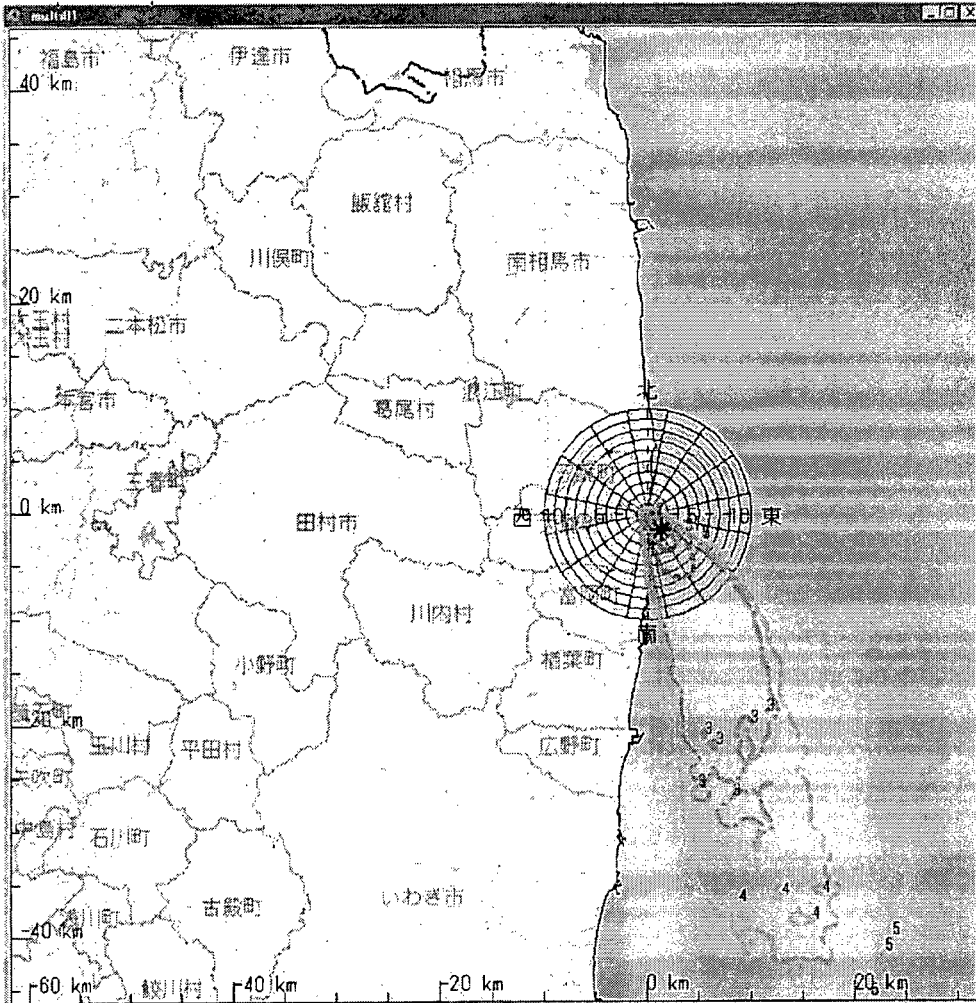 福島市
伊達市
相馬市
40 km
飯舘村
川俣町
南相馬市
20 km
二本松市
本宮市
葛尾村
浪江町
北
三春町
0 km
田村市
西
東
富岡町
川内村
南
小野町
楢葉町
-20 km
玉川村
平田村
広野町
3
3
3
3
3
3
石川町
古殿町
いわき市
4
4
4
4
5
5
-40 km
鮫川村
-60 km
-40 km
-20 km
0 km
20 km